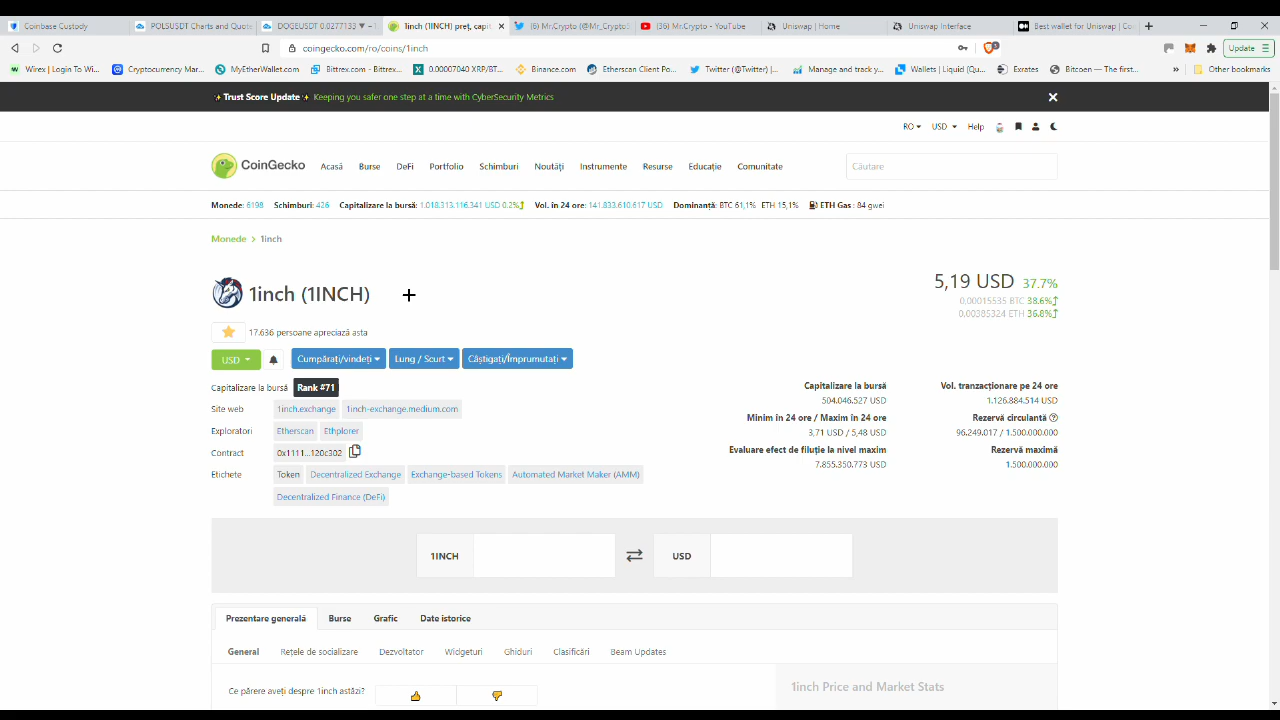 Coinbase Custody
POLSUSDT Charts and Quote
DOGEUSDT 0.0277133 ▼ −1
1inch (1INCH) preț, capit
(6) Mr.Crypto (@Mr_Crypto
(36) Mr.Crypto - YouTube
Uniswap | Home
Uniswap Interface
Best wallet for Uniswap | Co
coingecko.com/ro/coins/1inch
Update
Wirex | Login To Wi...
Cryptocurrency Mar...
MyEtherWallet.com
Bittrex.com - Bittrex...
0.00007040 XRP/BT...
Binance.com
Etherscan Client Po...
Twitter (@Twitter) |...
Manage and track y...
Wallets | Liquid (Qu...
Exrates
Bitcoen — The first...
»
Other bookmarks
Trust Score Update
Keeping you safer one step at a time with CyberSecurity Metrics
RO
USD
Help
CoinGecko
Acasă
Burse
DeFi
Portfolio
Schimburi
Noutăți
Instrumente
Resurse
Educație
Comunitate
Căutare
Monede: 6198
Schimburi: 426
Capitalizare la bursă: 1.018.313.116.341 USD 0.2%
Vol. în 24 ore: 141.833.610.617 USD
Dominanță: BTC 61,1% ETH 15,1%
ETH Gas: 84 gwei
Monede > 1inch
1inch (1INCH)
5,19 USD 37.7%
0,00015535 BTC 38.6%
0.00385324 ETH 36.8%
17.636 persoane apreciază asta
USD
Cumpărați/vindeți
Lung / Scurt
Câștigați/Împrumutați
Capitalizare la bursă Rank #71
Site web 1inch.exchange 1inch-exchange.medium.com
Exploratori Etherscan Ethplorer
Contract 0x1111...120c302
Etichete Token Decentralized Exchange Exchange-based Tokens Automated Market Maker (AMM)
Decentralized Finance (DeFi)
Capitalizare la bursă
504.046.527 USD
Minim în 24 ore / Maxim în 24 ore
3,71 USD / 5,48 USD
Evaluare efect de filuție la nivel maxim
7.855.350.773 USD
Vol. tranzacționare pe 24 ore
1.126.884.514 USD
Rezervă circulantă
96.249.017 / 1.500.000.000
Rezervă maximă
1.500.000.000
1INCH
USD
Prezentare generală
Burse
Grafic
Date istorice
General
Rețele de socializare
Dezvoltator
Widgeturi
Ghiduri
Clasificări
Beam Updates
Ce părere aveți despre 1inch astăzi?
1inch Price and Market Stats